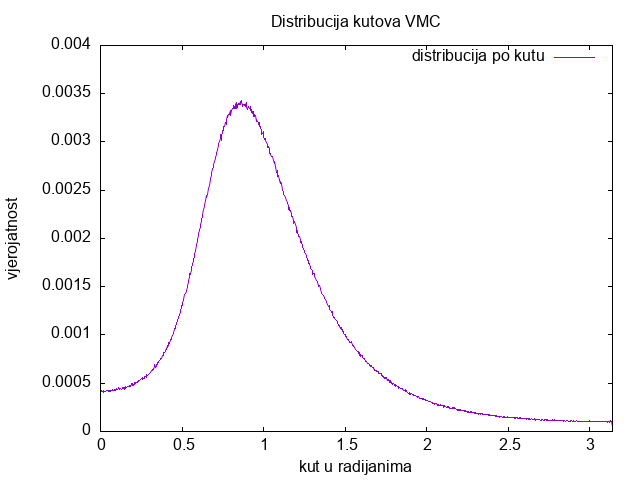 Distribucija kutova VMC
distribucija po kutu
0.004
0.0035
0.003
0.0025
0.002
0.0015
0.001
0.0005
0
vjerojatnost
0 0.5 1 1.5 2 2.5 3
kut u radijanima